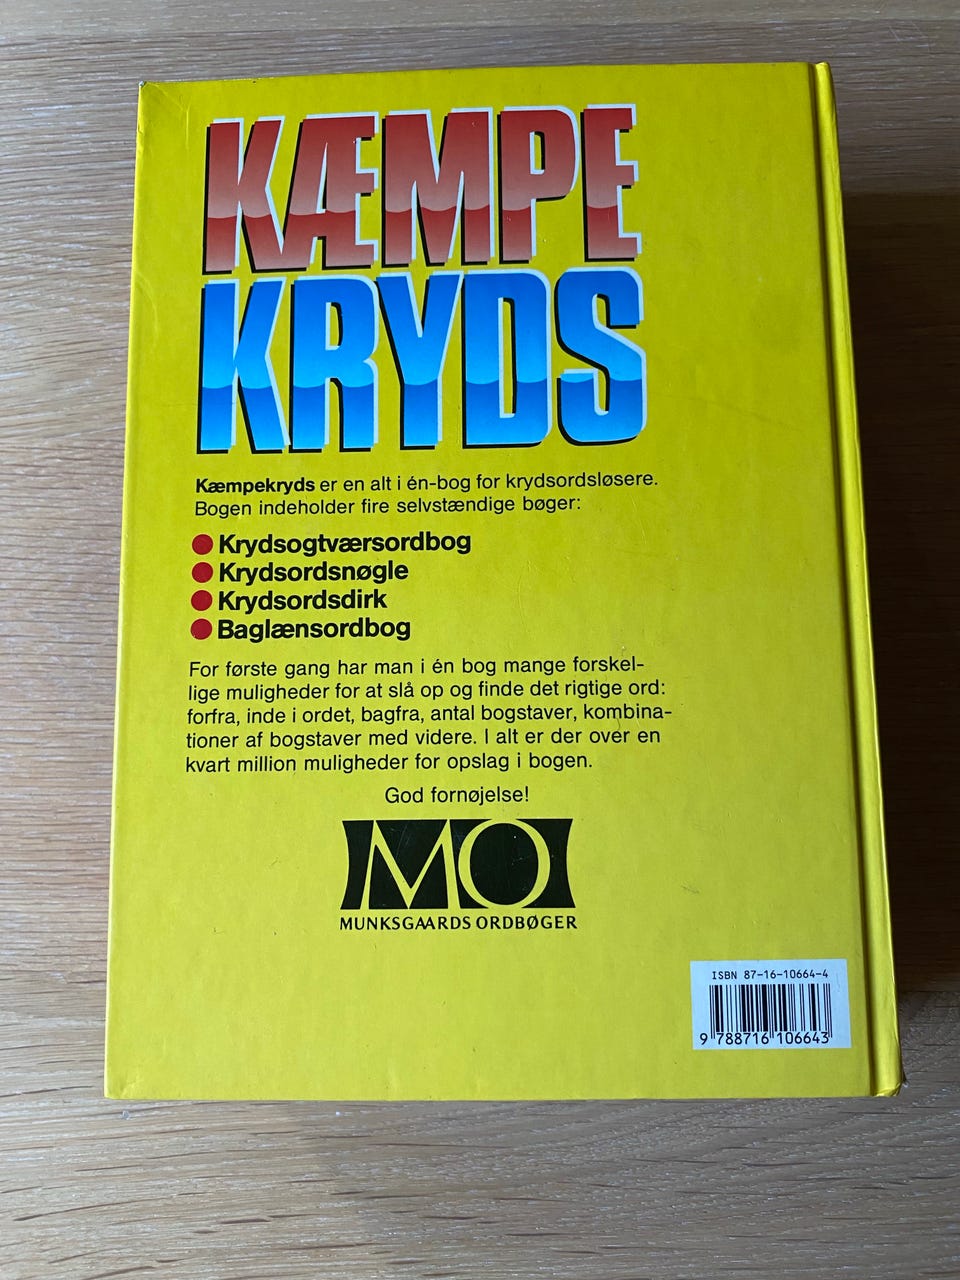 KÆMPE
KRYDS
Kæmpekryds er en alt i én-bog for krydsordsløsere.
Bogen indeholder fire selvstændige bøger:
Krydsogtværsordbog
Krydsordsnøgle
Krydsordsdirk
Baglænsordbog
For første gang har man i én bog mange forskel-
lige muligheder for at slå op og finde det rigtige ord:
forfra, inde i ordet, bagfra, antal bogstaver, kombina-
tioner af bogstaver med videre. I alt er der over en
kvart million muligheder for opslag i bogen.
God fornøjelse!
MO
MUNKSGAARDS ORDBØGER
ISBN 87-16-10664-4
9 788716 106643